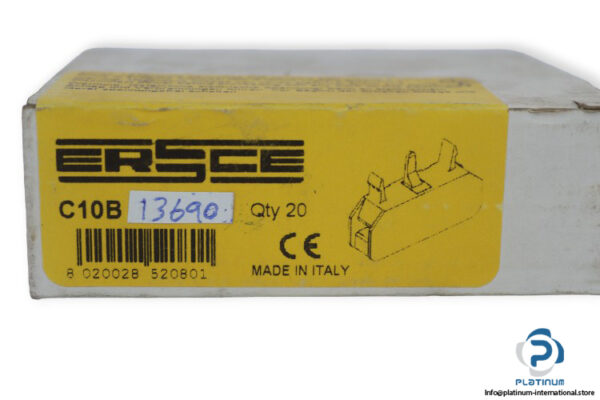 ERSCE
C10B 13690. Qty 20
CE
8 020028 520801
MADE IN ITALY
PLATINUM
Info@platinum-international.store